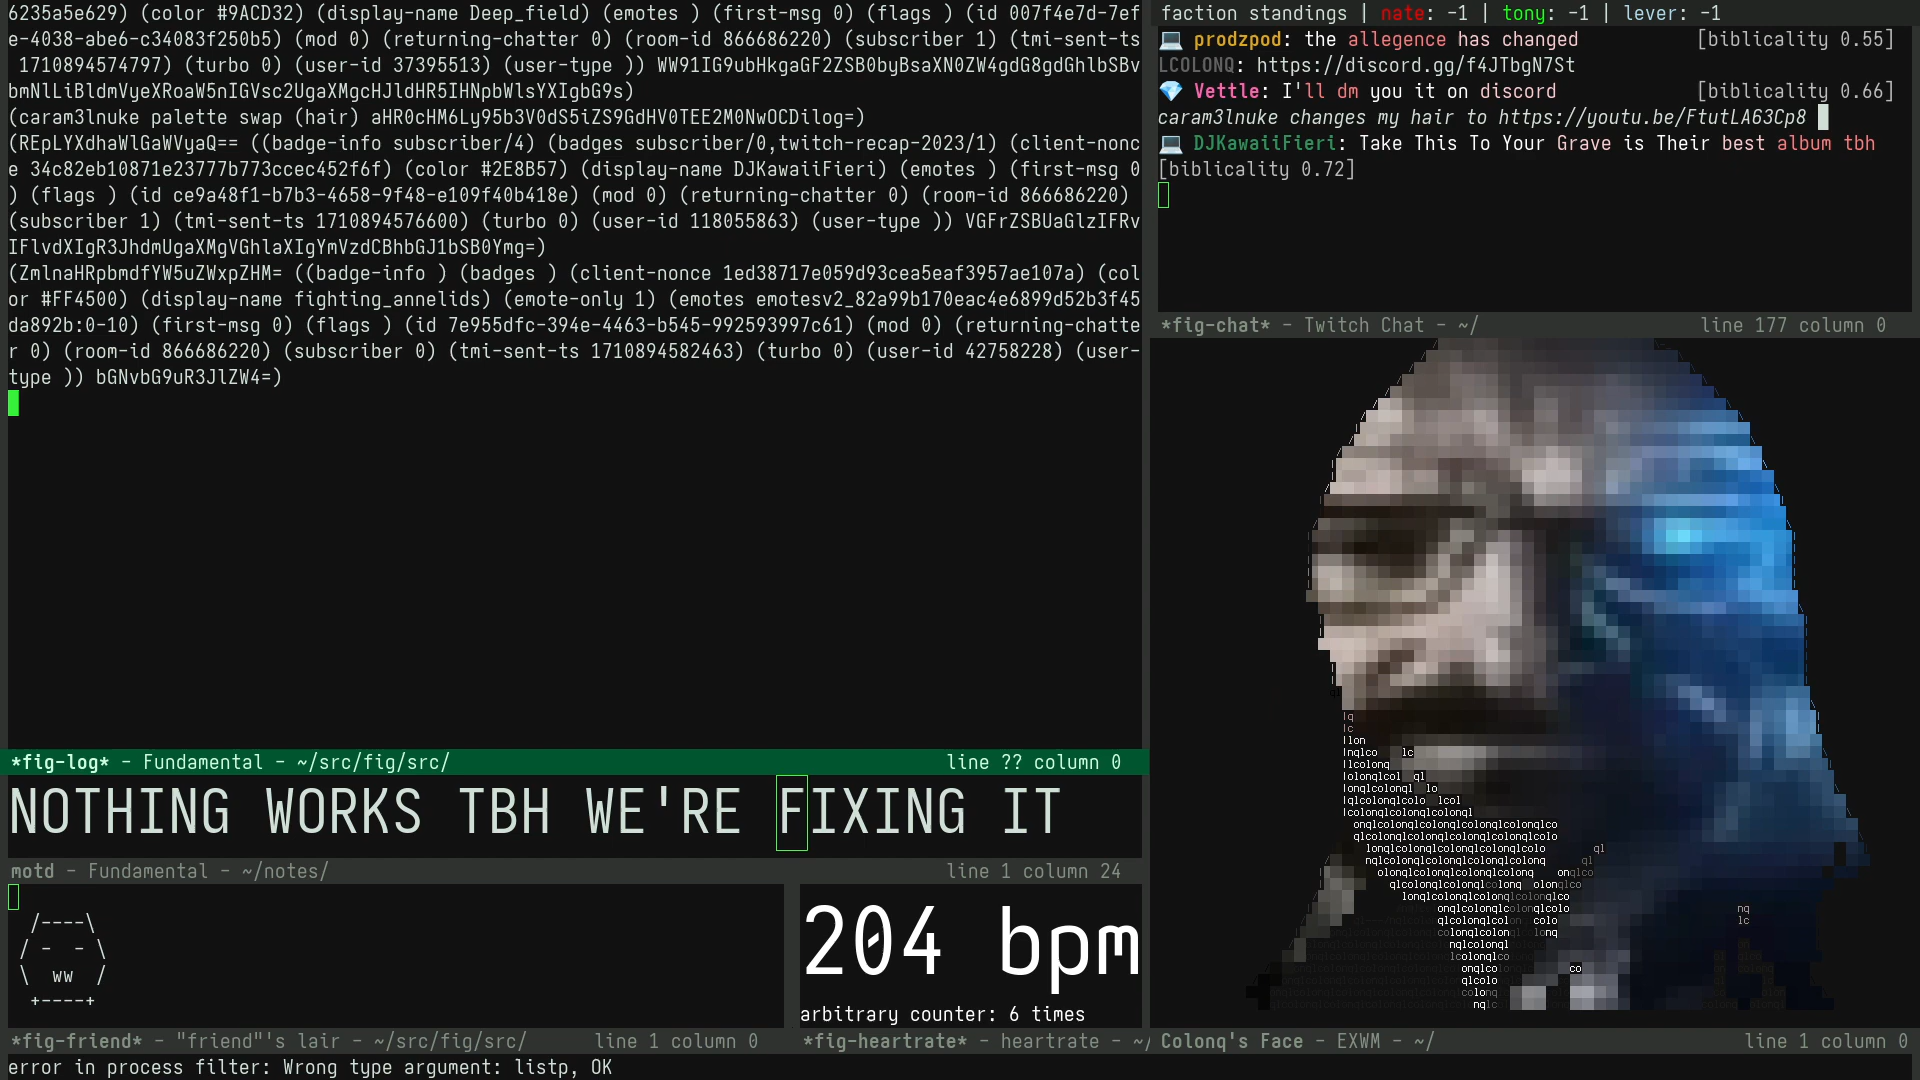 6235a5e629) (color #9ACD32) (display-name Deep_field) (emotes ) (first-msg 0) (flags ) (id 007f4e7d-7ef
e-4038-abe6-c34083f250b5) (mod 0) (returning-chatter 0) (room-id 866686220) (subscriber 1) (tmi-sent-ts
1710894574797) (turbo 0) (user-id 37395513) (user-type )) WW91IG9ubHkgaGF2ZSB0byBsaXN0ZW4gdG8gdGhlbSBv
bmNlLiBldmVyeXRoaW5nIGVsc2UgaXMgcHJldHR5IHNpbWlsYXIgbG9s)
(caram3lnuke palette swap (hair) aHR0cHM6Ly95b3V0dS5iZS9GdHV0TEE2M0NwOCDilog=)
(REpLYXdhaWlGaWVyaQ== ((badge-info subscriber/4) (badges subscriber/0,twitch-recap-2023/1) (client-nonc
e 34c82eb10871e23777b773ccec452f6f) (color #2E8B57) (display-name DJKawaiiFieri) (emotes ) (first-msg 0
) (flags ) (id ce9a48f1-b7b3-4658-9f48-e109f40b418e) (mod 0) (returning-chatter 0) (room-id 866686220)
(subscriber 1) (tmi-sent-ts 1710894576600) (turbo 0) (user-id 118055863) (user-type )) VGFrZSBUaGlzIFRv
IFlvdXIgR3JhdmUgaXMgVGhlaXIgYmVzdCBhbGJ1bSB0Ymg=)
(ZmlnaHRpbmdfYW5uZWxpZHM= ((badge-info ) (badges ) (client-nonce 1ed38717e059d93cea5eaf3957ae107a) (col
or #FF4500) (display-name fighting_annelids) (emote-only 1) (emotes emotesv2_82a99b170eac4e6899d52b3f45
da892b:0-10) (first-msg 0) (flags ) (id 7e955dfc-394e-4463-b545-992593997c61) (mod 0) (returning-chatte
r 0) (room-id 866686220) (subscriber 0) (tmi-sent-ts 1710894582463) (turbo 0) (user-id 42758228) (user-
type )) bGNvbG9uR3JlZW4=)
*fig-log* - Fundamental - ~/src/fig/src/ line ?? column 0
NOTHING WORKS TBH WE'RE FIXING IT
motd - Fundamental - ~/notes/ line 1 column 24
/----\
/ -  - \
\  ww  /
+----+
*fig-friend* - "friend"'s lair - ~/src/fig/src/ line 1 column 0
204 bpm
arbitrary counter: 6 times
*fig-heartrate* - heartrate - ~/
error in process filter: Wrong type argument: listp, OK
faction standings | nate: -1 | tony: -1 | lever: -1
prodzpod: the allegence has changed [biblicality 0.55]
LCOLONQ: https://discord.gg/f4JTbgN7St
Vettle: I'll dm you it on discord [biblicality 0.66]
caram3lnuke changes my hair to https://youtu.be/FtutLA63Cp8 █
DJKawaiiFieri: Take This To Your Grave is Their best album tbh
[biblicality 0.72]
*fig-chat* - Twitch Chat - ~/ line 177 column 0
Colonq's Face - EXWM - ~/ line 1 column 0